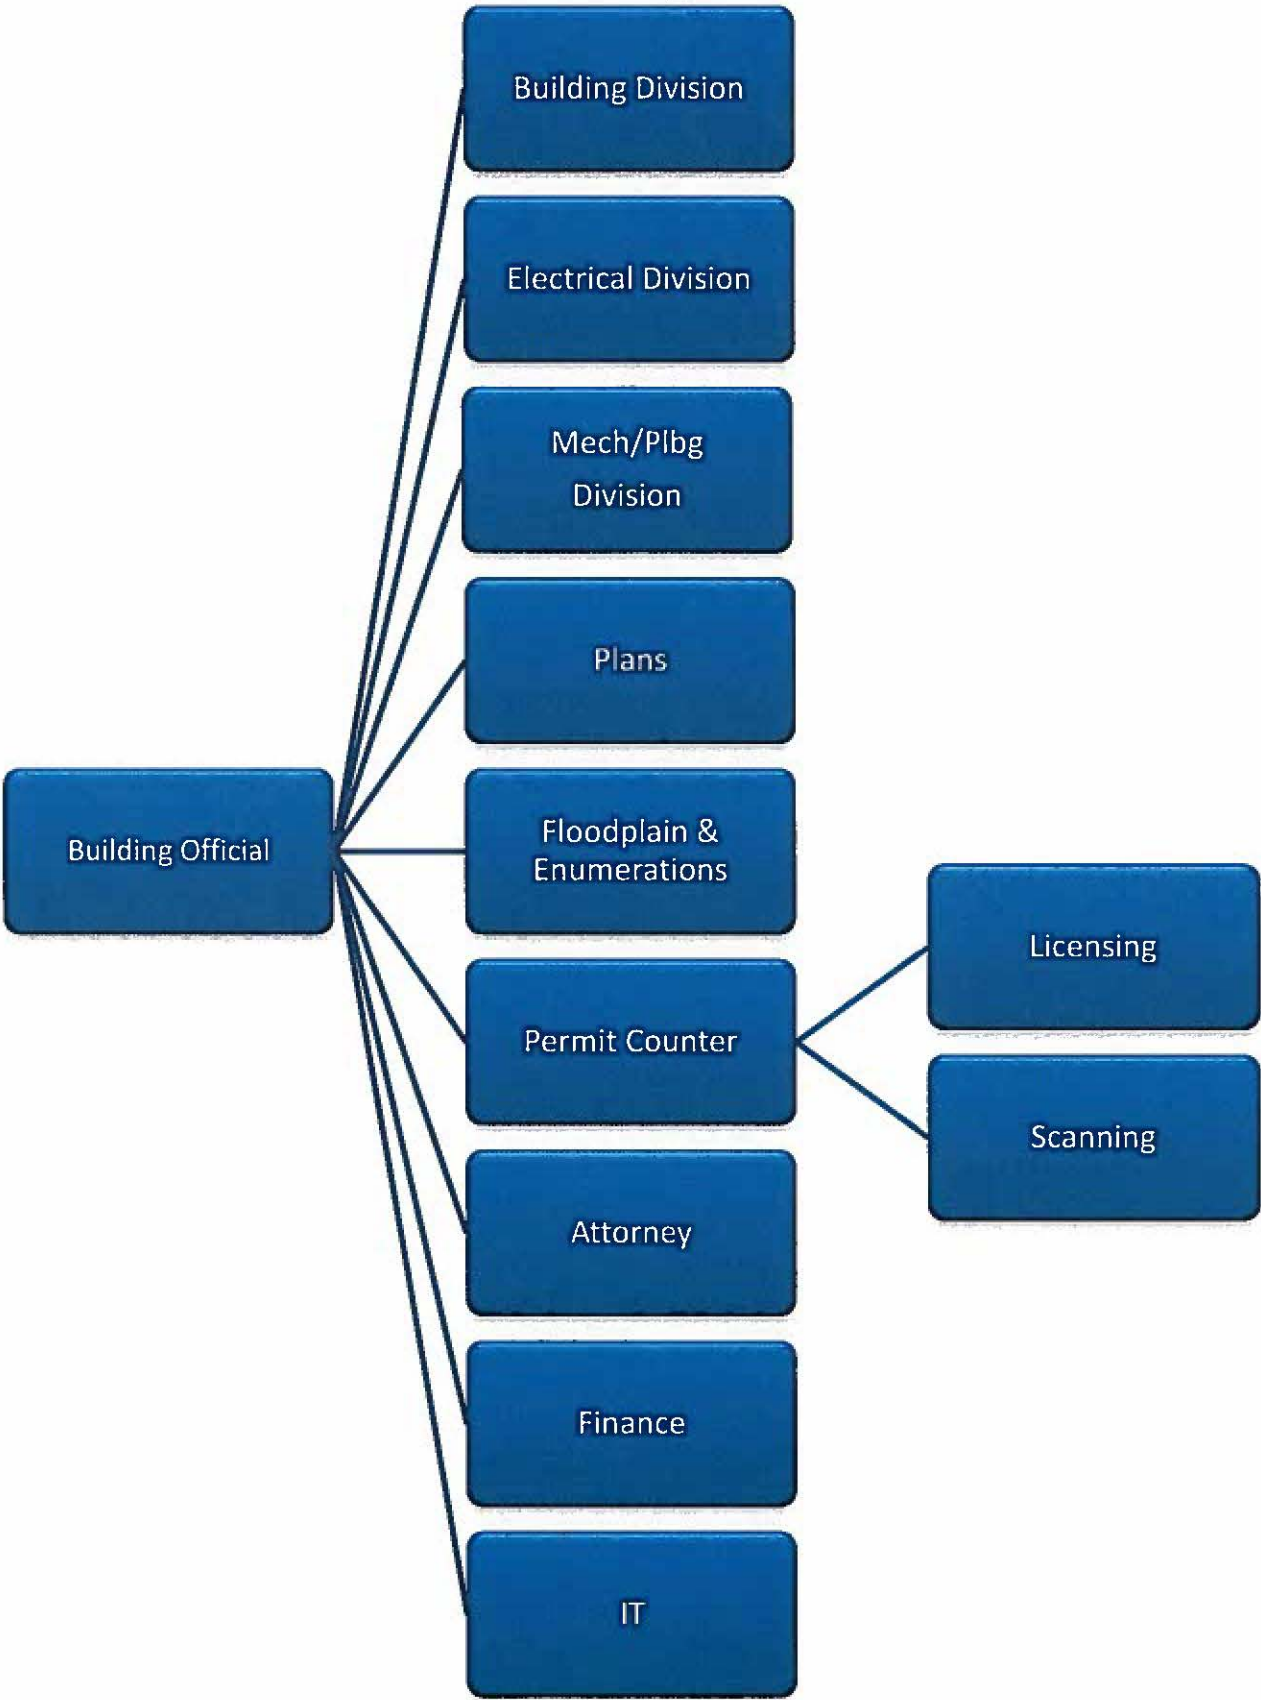 Building Division
Electrical Division
Mech/Plbg
Division
Plans
Building Official
Floodplain &
Enumerations
Licensing
Permit Counter
Scanning
Attorney
Finance
IT